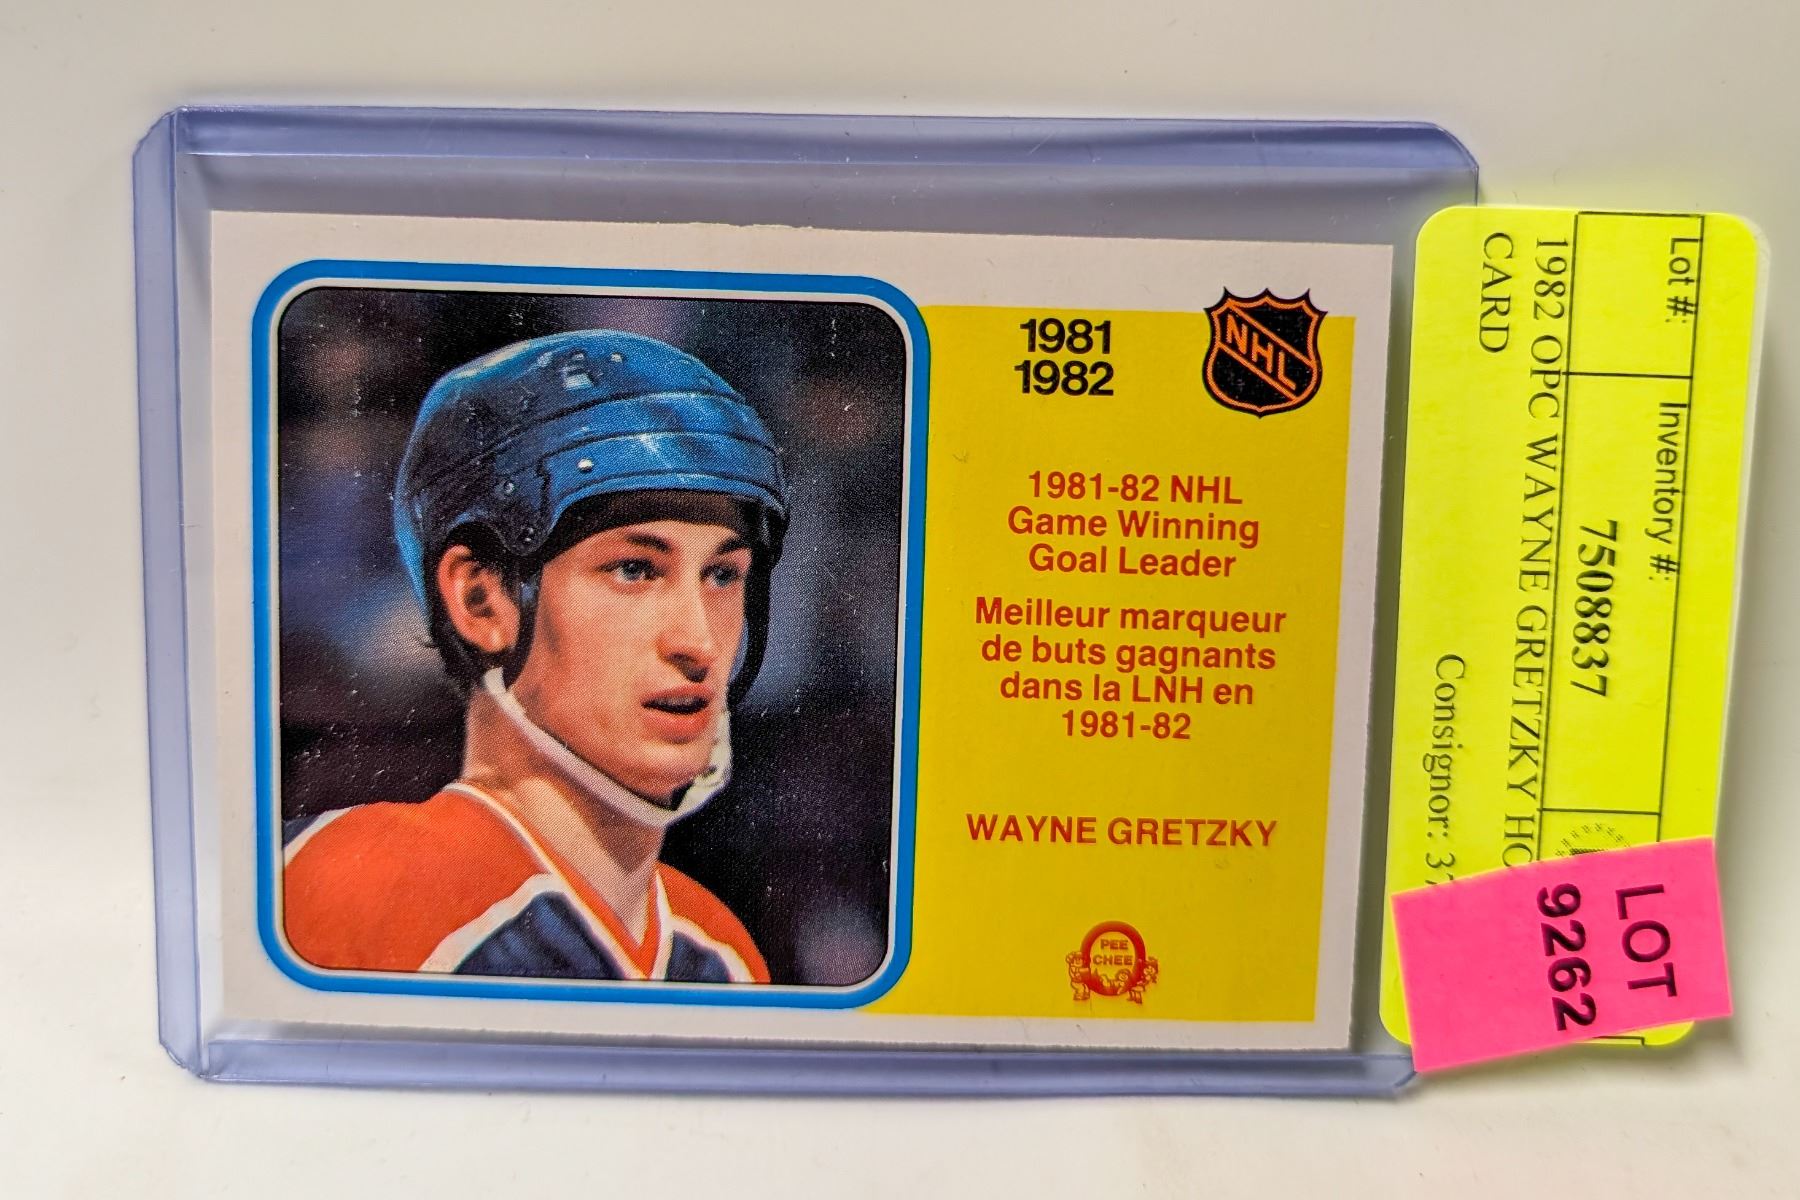 1981
1982
NHL
1981-82 NHL
Game Winning
Goal Leader
Meilleur marqueur
de buts gagnants
dans la LNH en
1981-82
WAYNE GRETZKY
PEE
CHEE
Lot #:
Inventory #:
7508837
1982 OPC WAYNE GRETZKY HO
CARD
Consignor: 37
LOT
9262